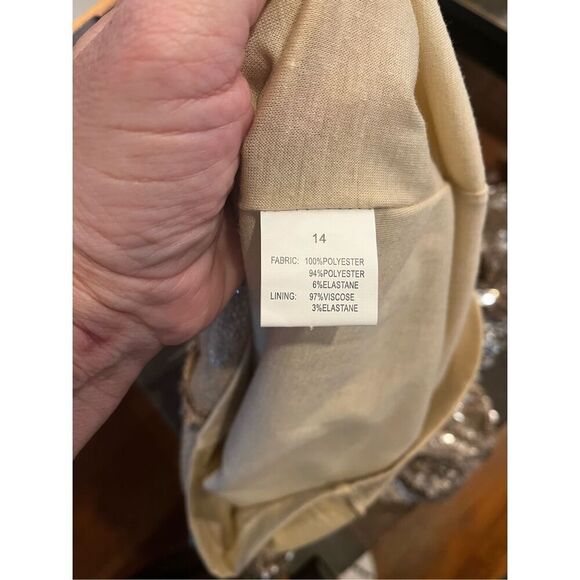 14
FABRIC: 100%POLYESTER
94%POLYESTER
6%ELASTANE
LINING: 97%VISCOSE
3%ELASTANE